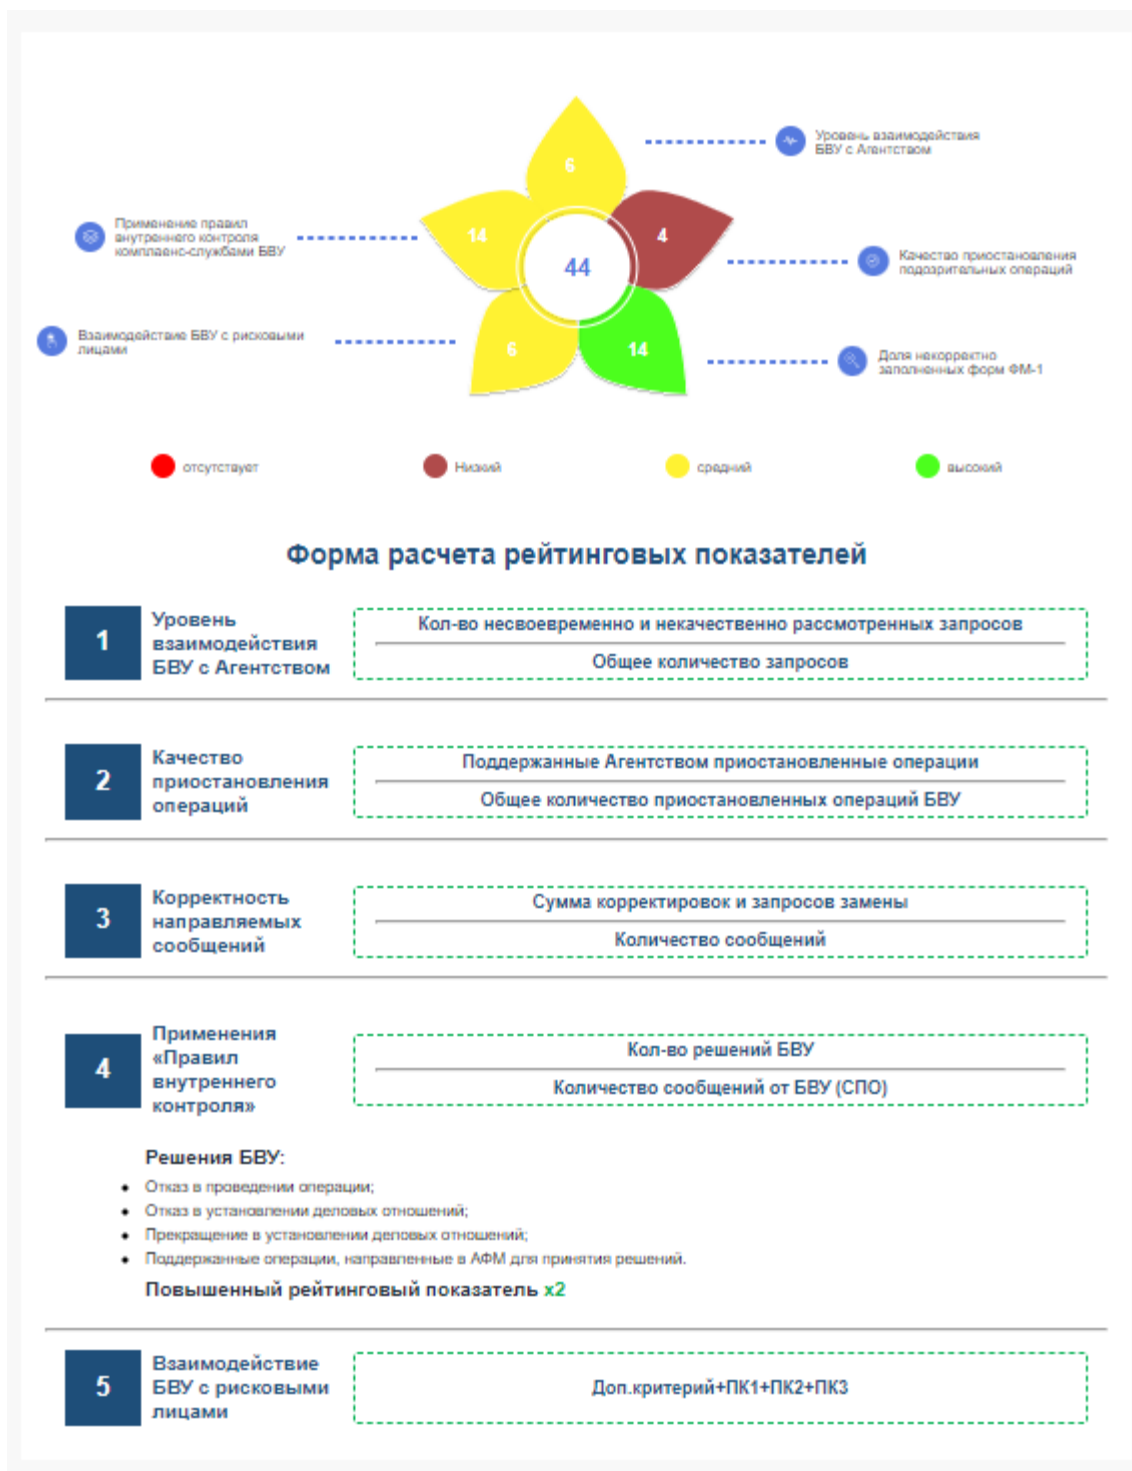 6
Уровень взаимодействия
БВУ с Агентством
Применение правил
внутреннего контроля
комплаенс-службами БВУ
14
4
44
Качество приостановления
подозрительных операций
Взаимодействие БВУ с рисковыми
лицами
6
14
Доля некорректно
заполненных форм ФМ-1
отсутствует
Низкий
средний
высокий
Форма расчета рейтинговых показателей
1
Уровень
взаимодействия
БВУ с Агентством
Кол-во несвоевременно и некачественно рассмотренных запросов
Общее количество запросов
2
Качество
приостановления
операций
Поддержанные Агентством приостановленные операции
Общее количество приостановленных операций БВУ
3
Корректность
направляемых
сообщений
Сумма корректировок и запросов замены
Количество сообщений
4
Применения
«Правил
внутреннего
контроля»
Кол-во решений БВУ
Количество сообщений от БВУ (СПО)
Решения БВУ:
• Отказ в проведении операции;
• Отказ в установлении деловых отношений;
• Прекращение в установлении деловых отношений;
• Поддержанные операции, направленные в АФМ для принятия решений.
Повышенный рейтинговый показатель x2
5
Взаимодействие
БВУ с рисковыми
лицами
Доп.критерий+ПК1+ПК2+ПК3